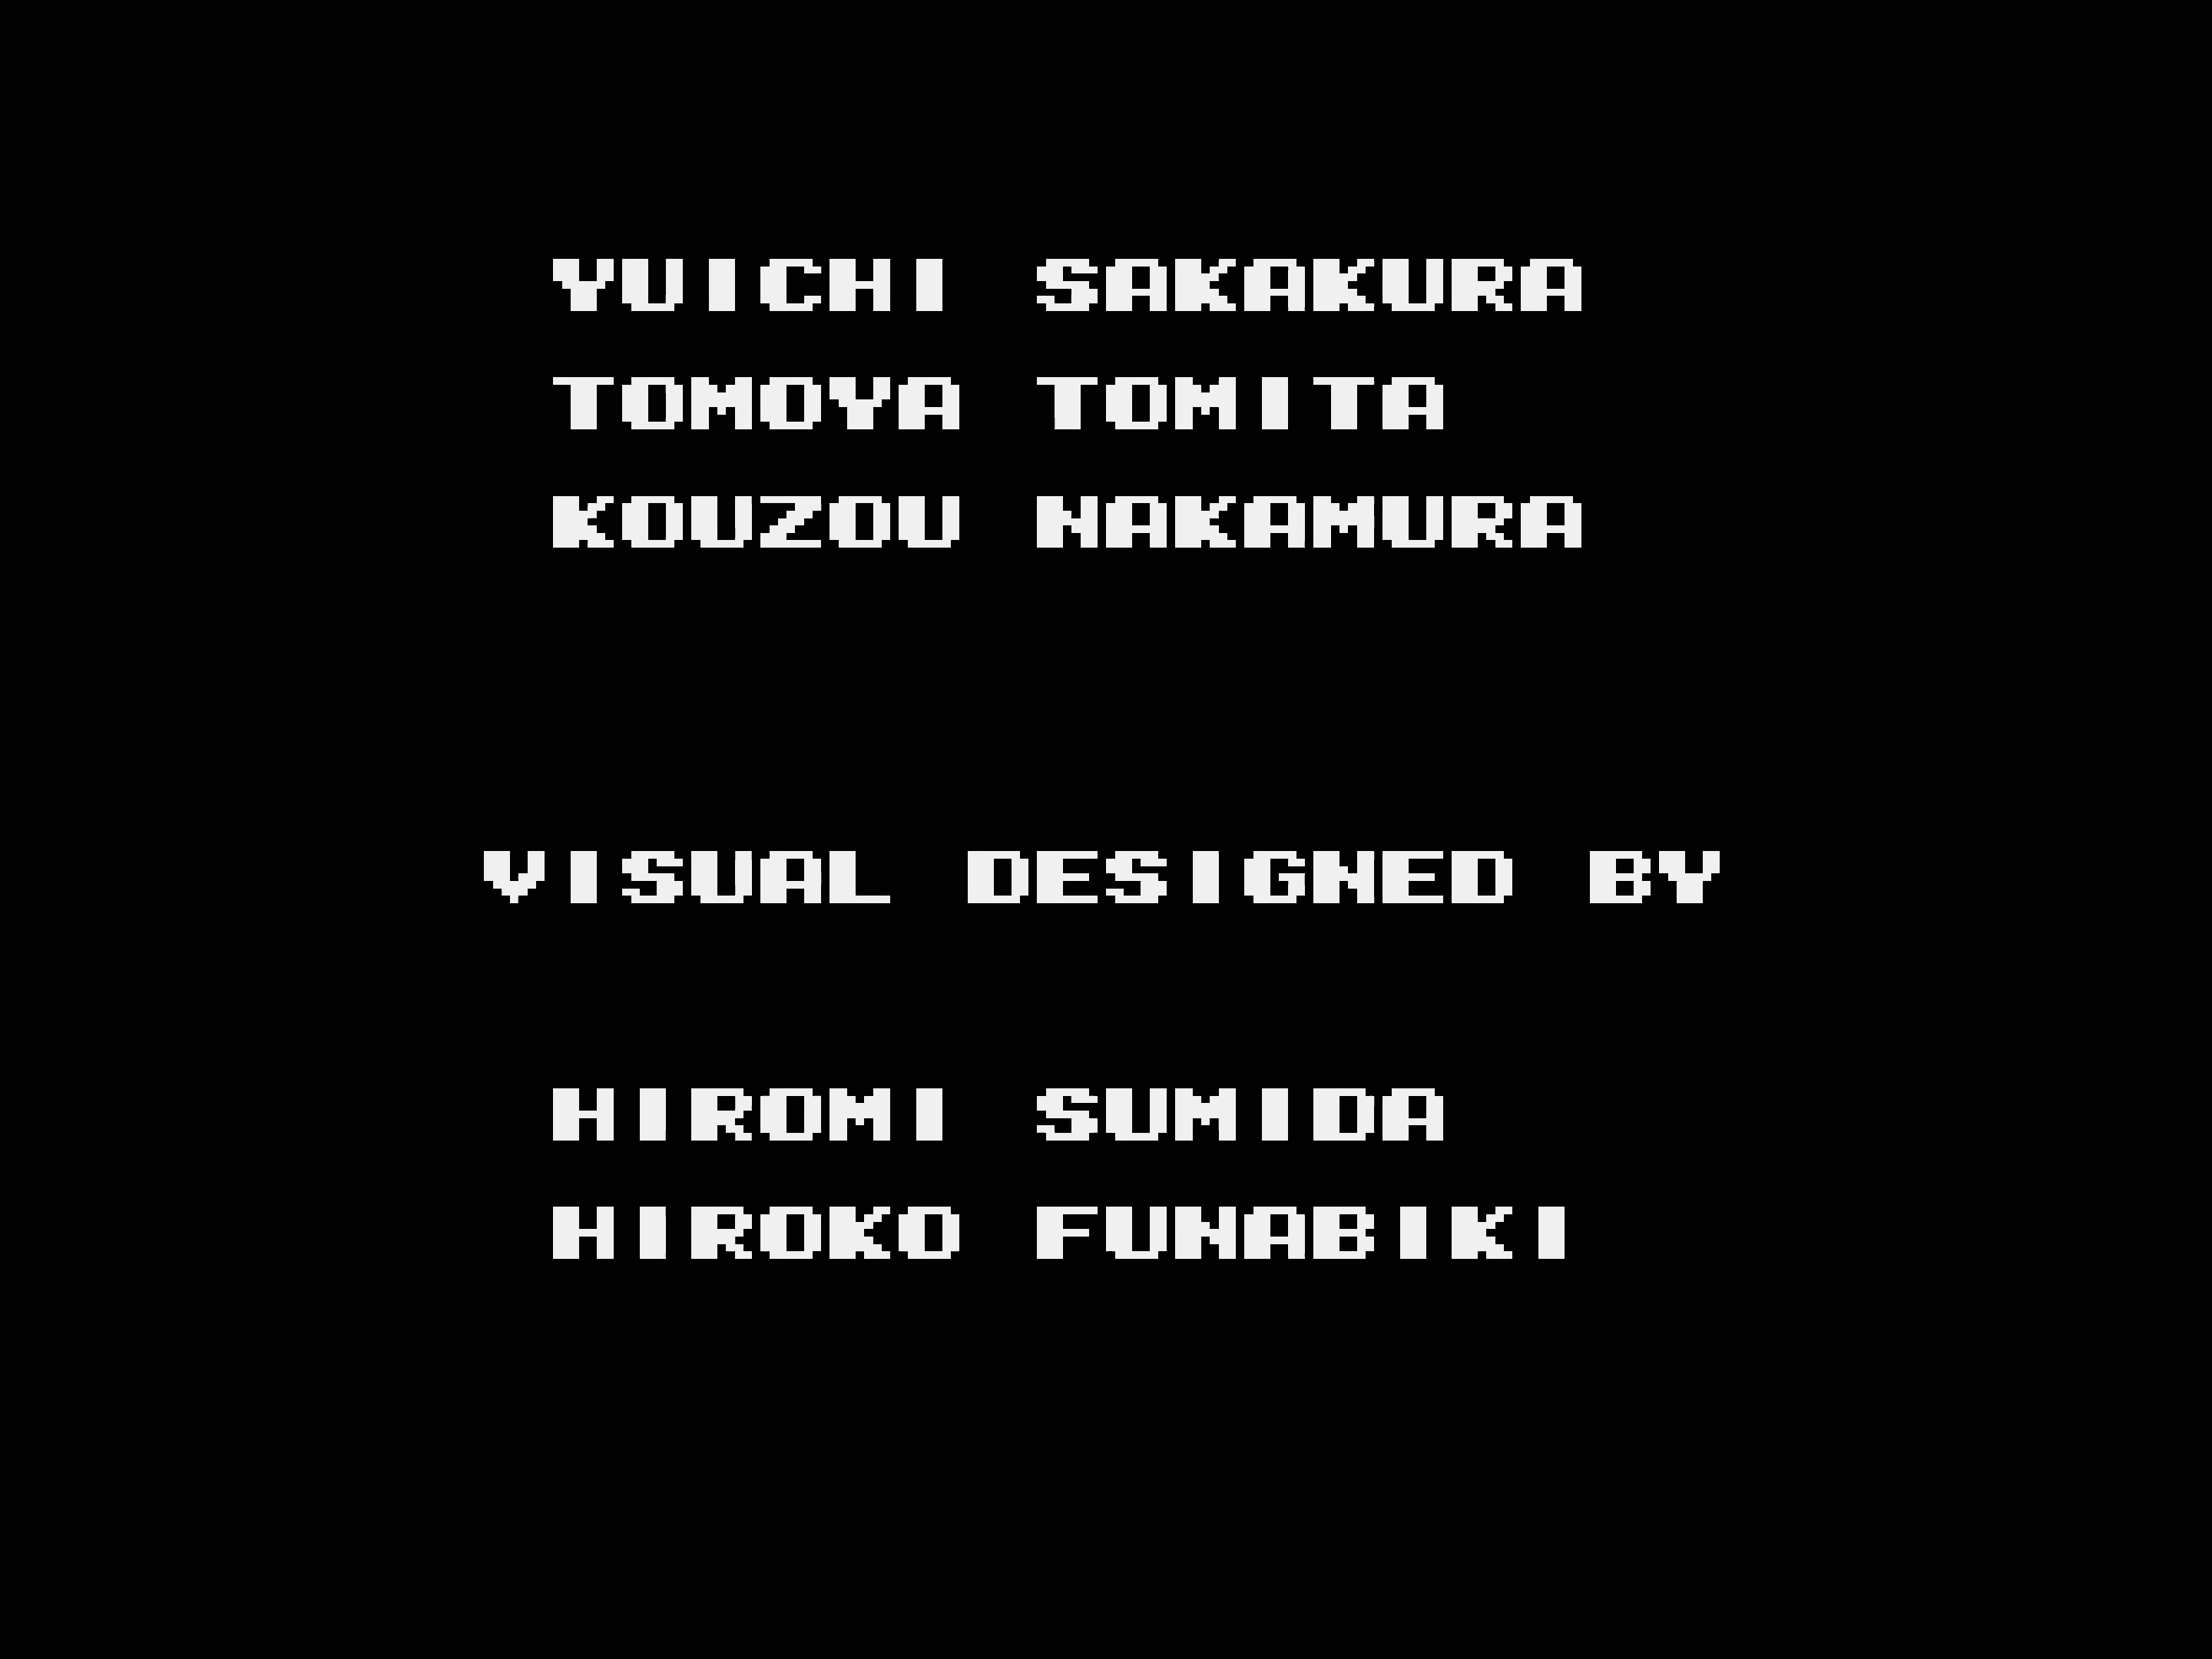 YUICHI SAKAKURA
TOMOYA TOMITA
KOUZOU NAKAMURA
VISUAL DESIGNED BY
HIROMI SUMIDA
HIROKO FUNABIKI